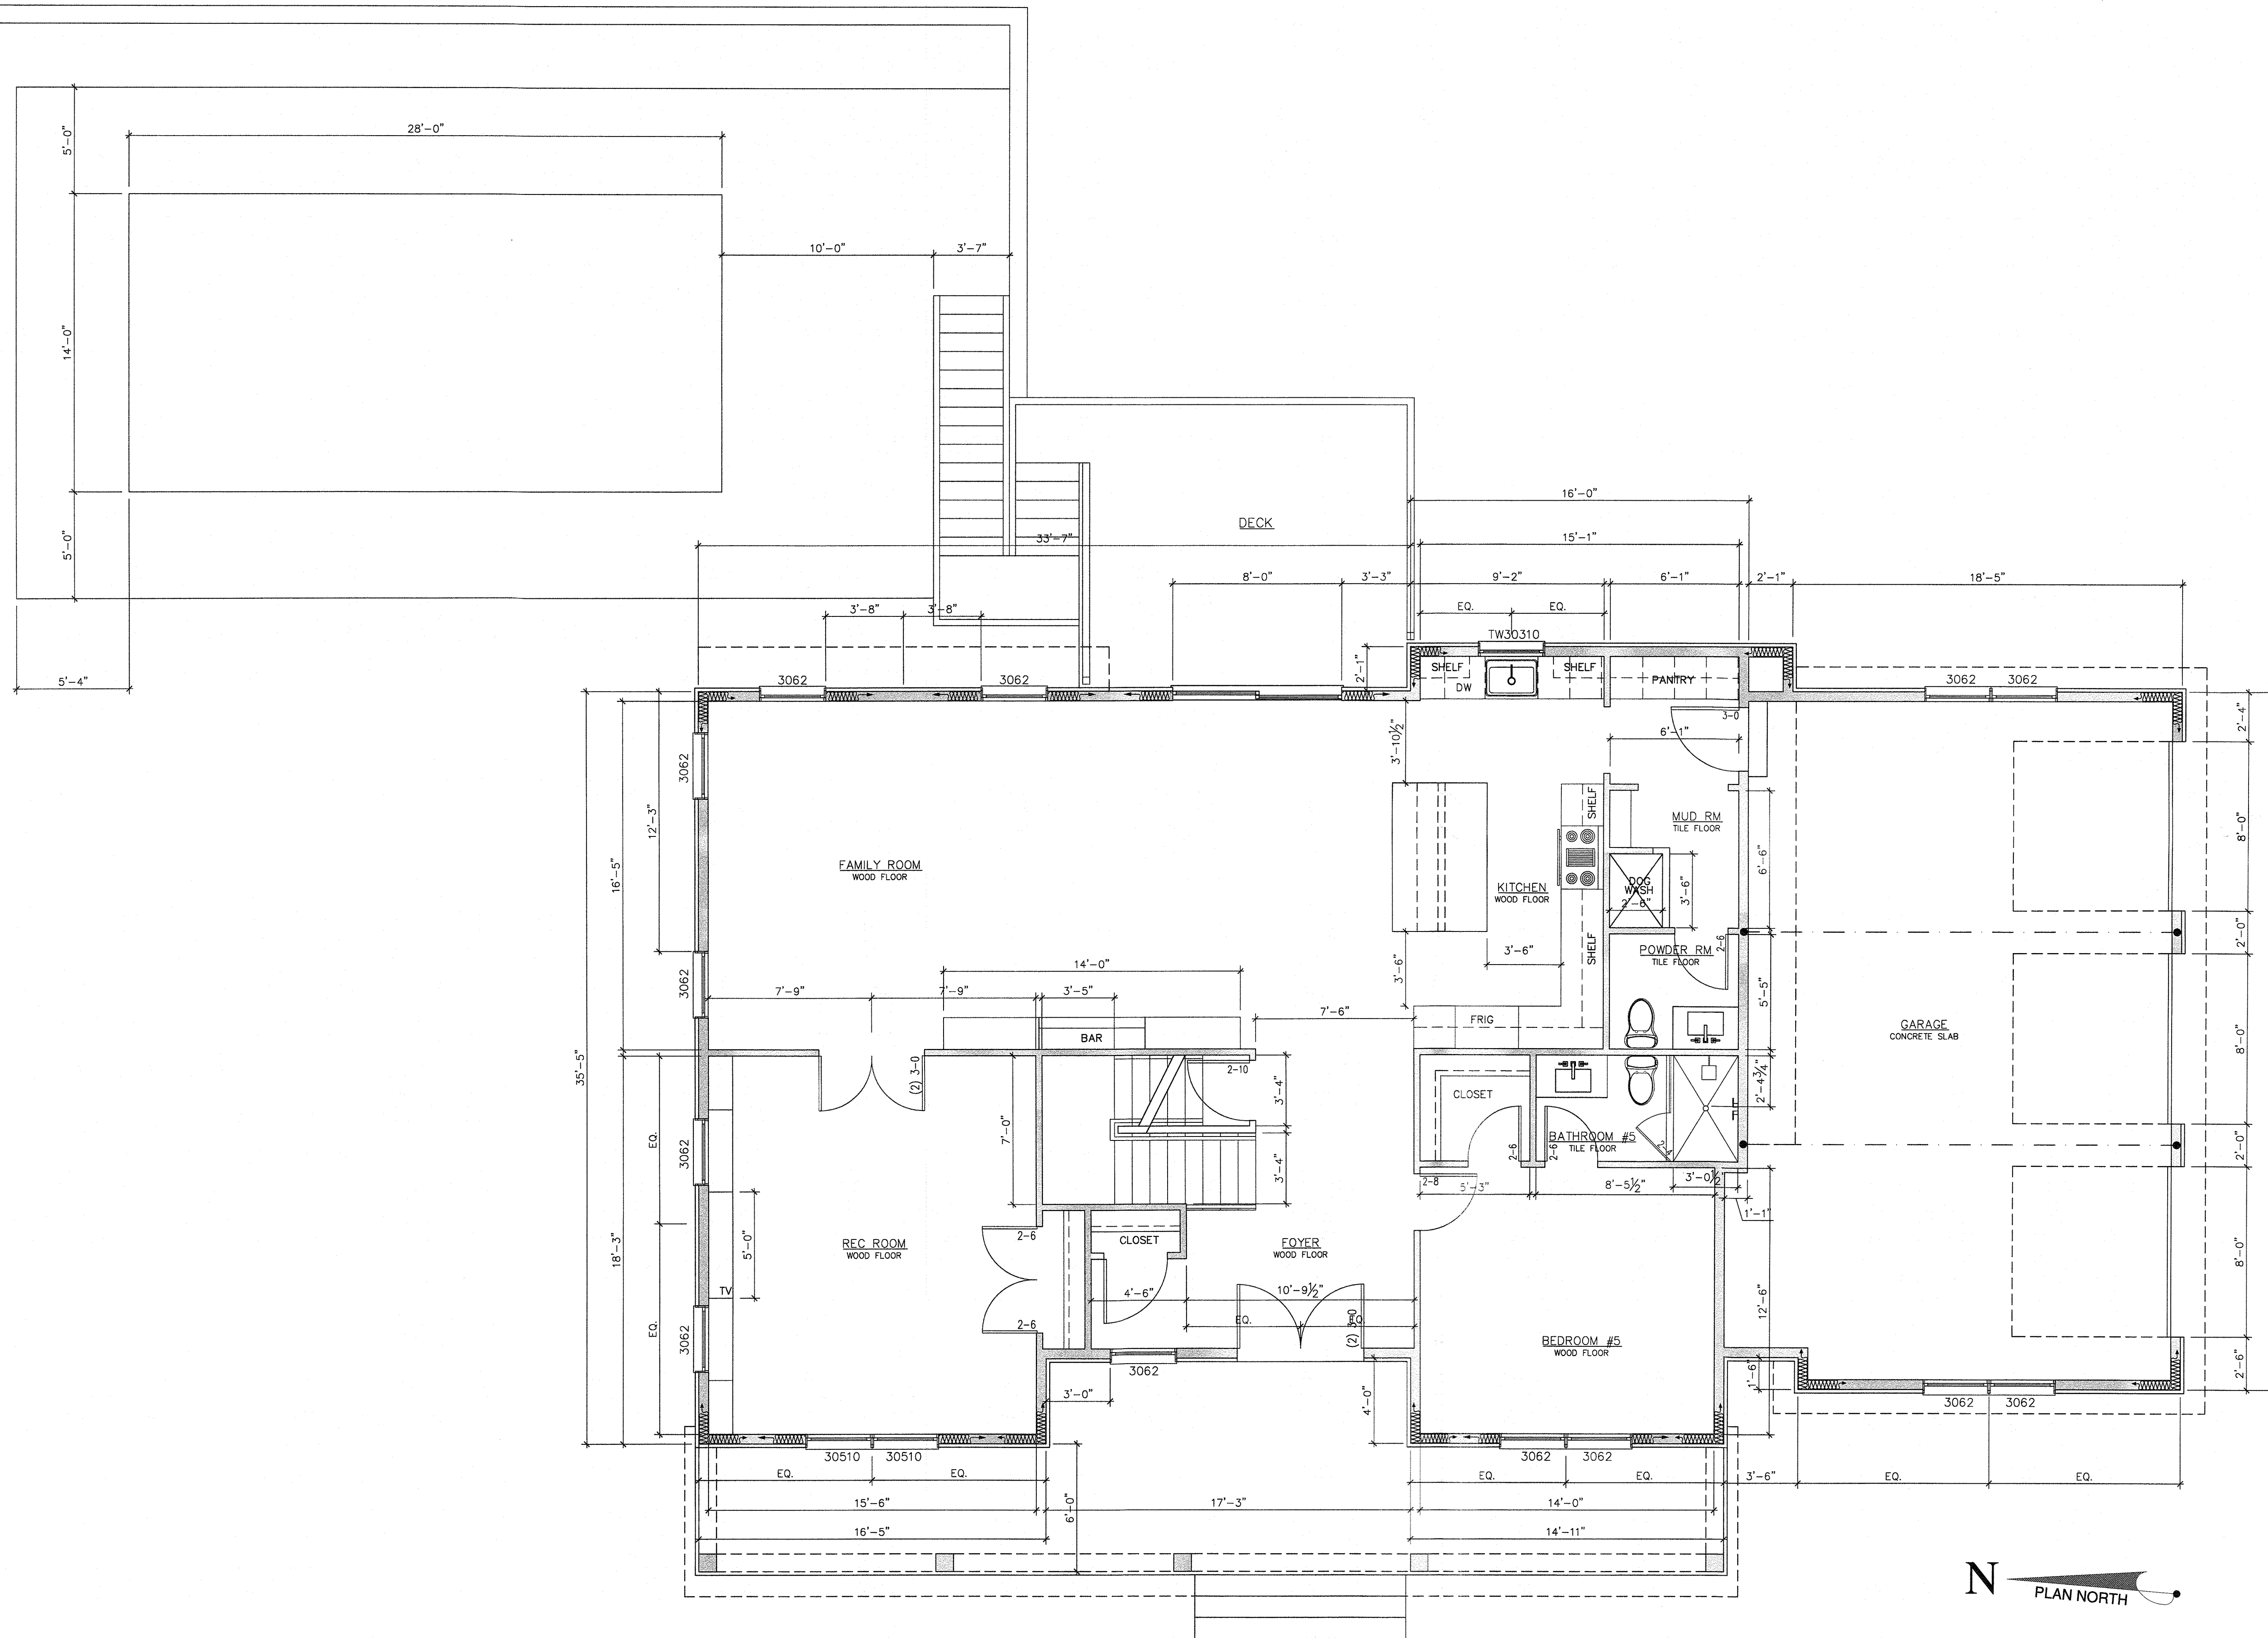 28'-0"
5'-0"
14'-0"
5'-0"
5'-4"
10'-0"
3'-7"
DECK
33'-7"
16'-0"
15'-1"
8'-0"
3'-3"
9'-2"
6'-1"
2'-1"
18'-5"
3'-8"
3'-8"
EQ.
EQ.
TW30310
2'-1"
SHELF
SHELF
DW
PANTRY
3062
3062
3062
3062
3-0
6'-1"
2'-4"
3'-10½"
3062
12'-3"
16'-5"
35'-5"
FAMILY ROOM
WOOD FLOOR
SHELF
KITCHEN
WOOD FLOOR
SHELF
MUD RM
TILE FLOOR
6'-6"
DOG
WASH
2'-6"
3'-6"
8'-0"
2'-0"
POWDER RM
TILE FLOOR
2-6
5'-5"
3'-6"
3'-6"
3062
14'-0"
7'-9"
7'-9"
3'-5"
7'-6"
FRIG
BAR
GARAGE
CONCRETE SLAB
8'-0"
(2) 3-0
2-10
3'-4"
3'-4"
7'-0"
CLOSET
2'-4¾"
BATHROOM #5
TILE FLOOR
2-6
2-6
2-8
5'-3"
8'-5½"
3'-0½"
1'-1"
2'-0"
EQ.
3062
18'-3"
5'-0"
REC ROOM
WOOD FLOOR
2-6
2-6
TV
EQ.
3062
CLOSET
4'-6"
FOYER
WOOD FLOOR
10'-9½"
EQ.
EQ.
(2) 3-0
3062
3'-0"
4'-0"
BEDROOM #5
WOOD FLOOR
12'-6"
1'-6"
8'-0"
2'-6"
3062
3062
30510
30510
3062
3062
EQ.
EQ.
EQ.
EQ.
3'-6"
EQ.
EQ.
15'-6"
17'-3"
14'-0"
6'-0"
16'-5"
14'-11"
N
PLAN NORTH